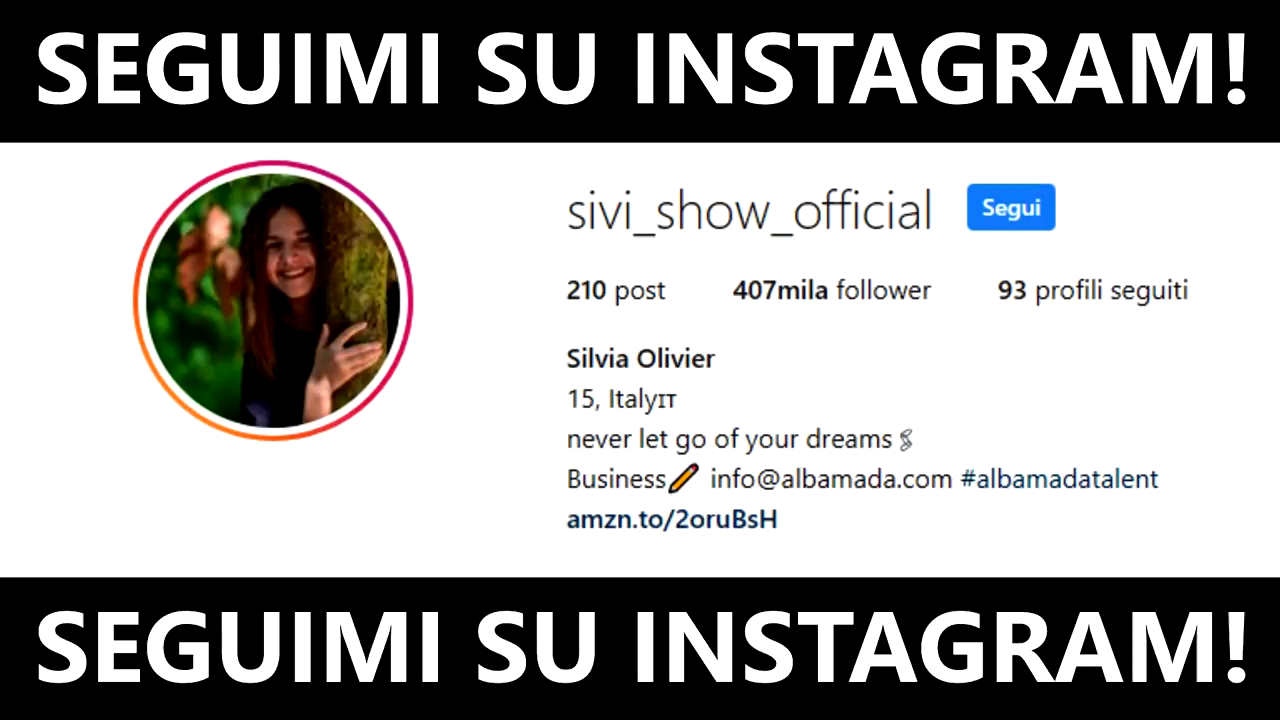 SEGUIMI SU INSTAGRAM!
sivi_show_official Segui
210 post 407mila follower 93 profili seguiti
Silvia Olivier
15, Italyɪᴛ
never let go of your dreams🖇
Business✏️ info@albamada.com #albamadatalent
amzn.to/2oruBsH
SEGUIMI SU INSTAGRAM!